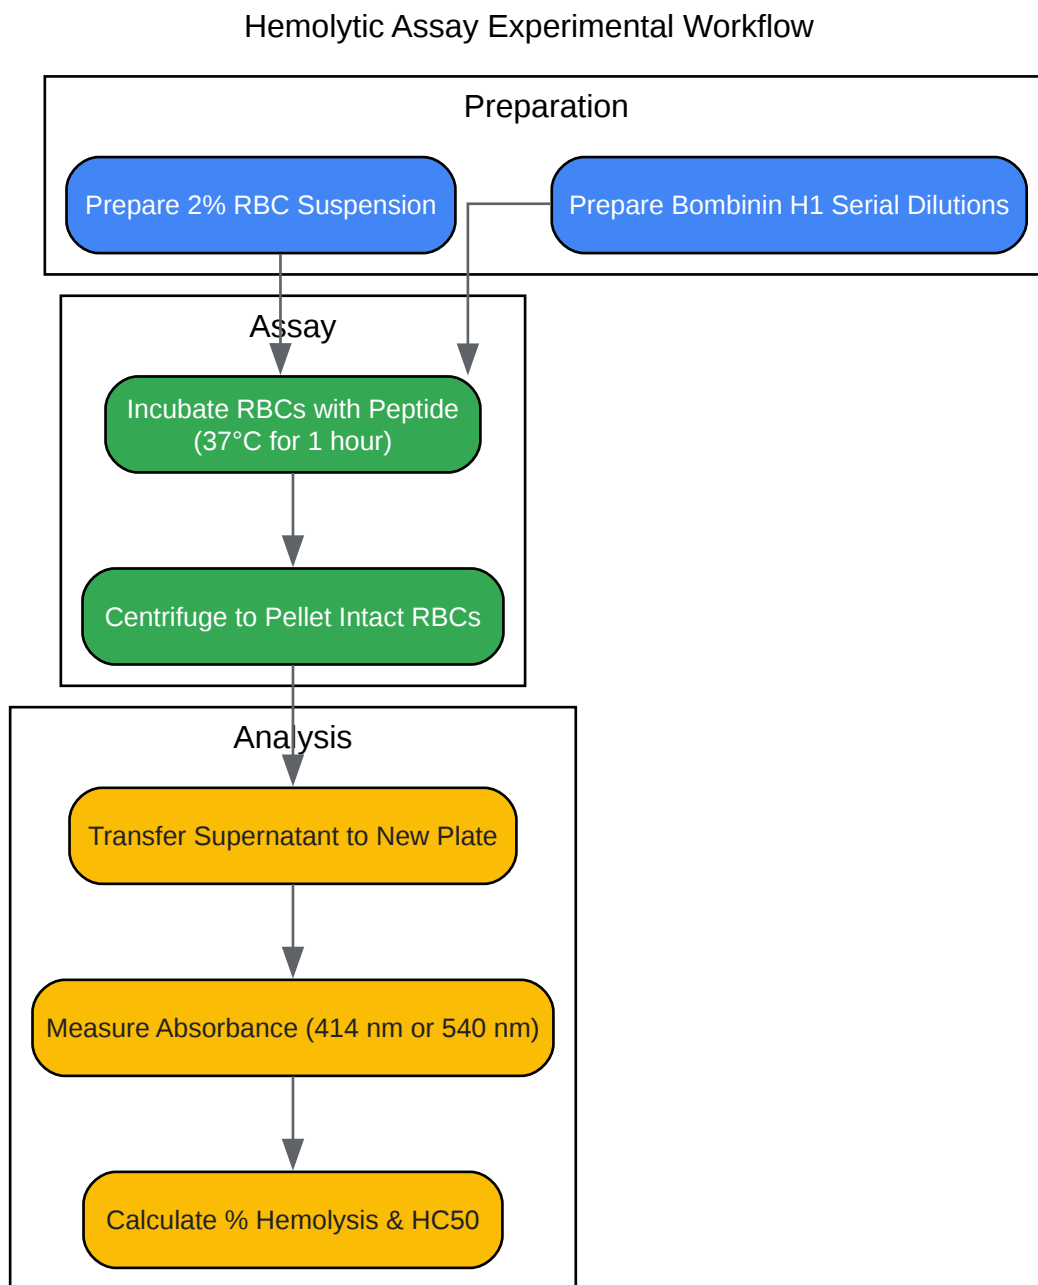 Hemolytic Assay Experimental Workflow
Preparation
Prepare 2% RBC Suspension
Prepare Bombinin H1 Serial Dilutions
Assay
Incubate RBCs with Peptide
(37°C for 1 hour)
Centrifuge to Pellet Intact RBCs
Analysis
Transfer Supernatant to New Plate
Measure Absorbance (414 nm or 540 nm)
Calculate % Hemolysis & HC50